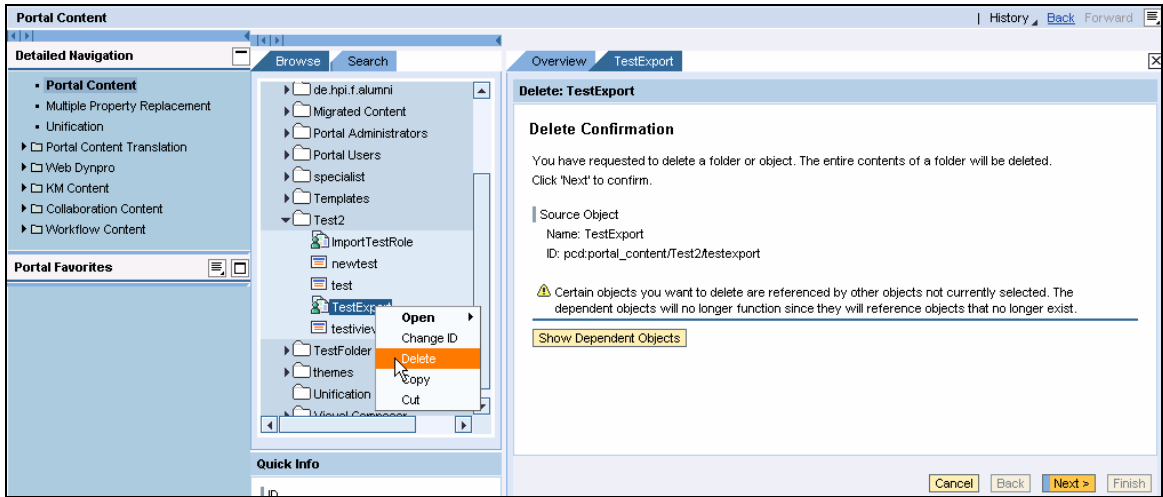 Portal Content
History Back Forward
Detailed Navigation
Portal Content
Multiple Property Replacement
Unification
Portal Content Translation
Web Dynpro
KM Content
Collaboration Content
Workflow Content
Portal Favorites
Browse Search
de.hpi.f.alumni
Migrated Content
Portal Administrators
Portal Users
specialist
Templates
Test2
ImportTestRole
newtest
test
TestExport
testiview
TestFolder
themes
Unification
Visual Composer
Open
Change ID
Delete
Copy
Cut
Quick Info
ID
Overview TestExport
Delete: TestExport
Delete Confirmation
You have requested to delete a folder or object. The entire contents of a folder will be deleted.
Click 'Next' to confirm.
Source Object
Name: TestExport
ID: pcd:portal_content/Test2/testexport
Certain objects you want to delete are referenced by other objects not currently selected. The
dependent objects will no longer function since they will reference objects that no longer exist.
Show Dependent Objects
Cancel Back Next > Finish